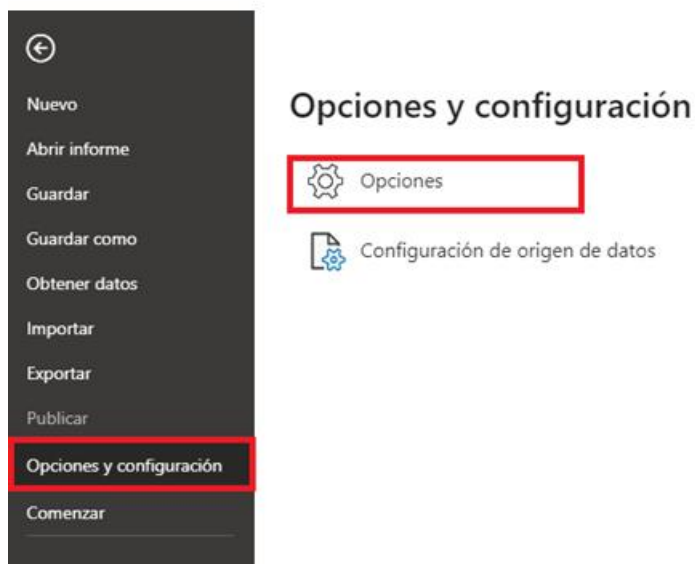 Nuevo
Abrir informe
Guardar
Guardar como
Obtener datos
Importar
Exportar
Publicar
Opciones y configuración
Comenzar
Opciones y configuración
Opciones
Configuración de origen de datos